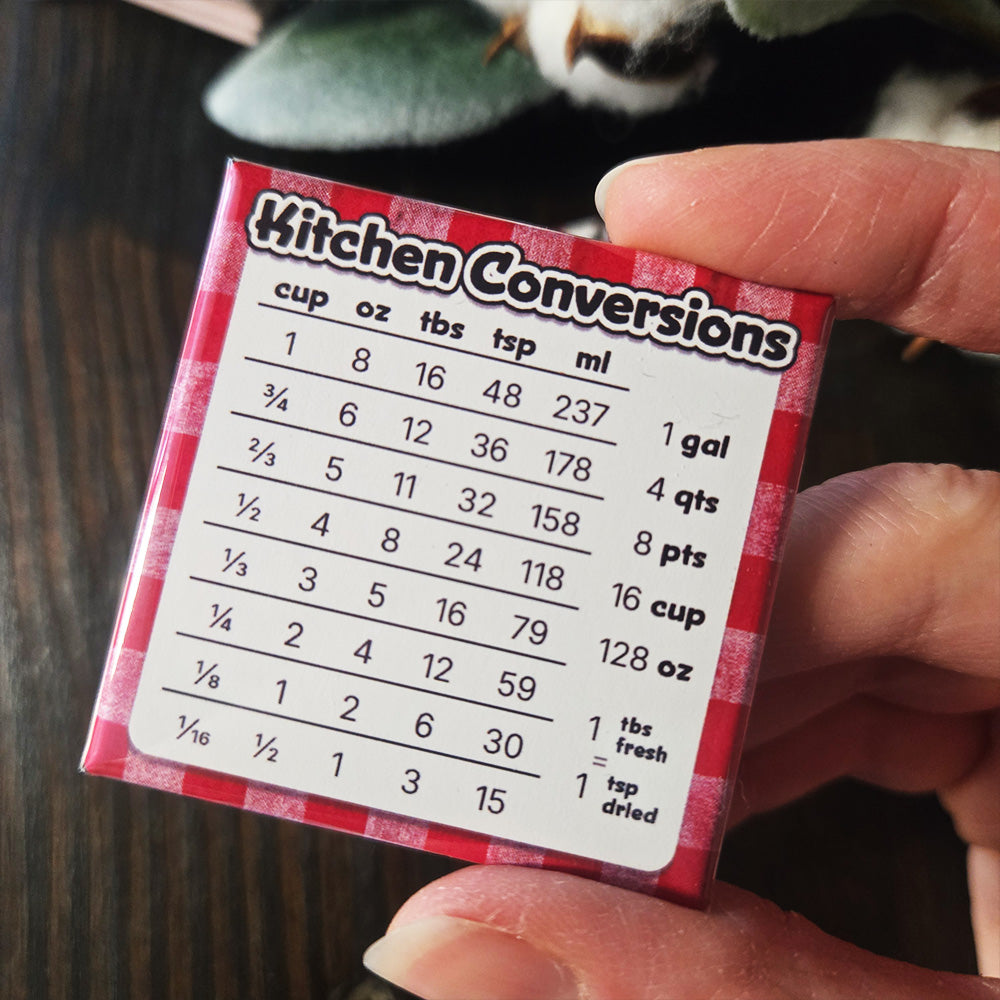 Kitchen Conversions
cup oz tbs tsp ml
1 8 16 48 237
¾ 6 12 36 178
⅔ 5 11 32 158
½ 4 8 24 118
⅓ 3 5 16 79
¼ 2 4 12 59
⅛ 1 2 6 30
1/16 ½ 1 3 15
1 gal
4 qts
8 pts
16 cup
128 oz
1 tbs fresh
=
1 tsp dried